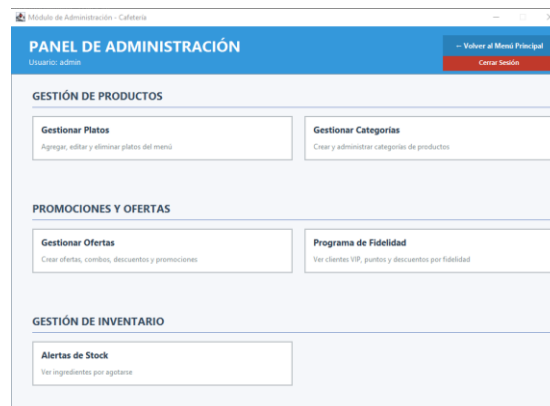 Módulo de Administración - Cafetería
PANEL DE ADMINISTRACIÓN
Usuario: admin
← Volver al Menú Principal
Cerrar Sesión
GESTIÓN DE PRODUCTOS
Gestionar Platos
Agregar, editar y eliminar platos del menú
Gestionar Categorías
Crear y administrar categorías de productos
PROMOCIONES Y OFERTAS
Gestionar Ofertas
Crear ofertas, combos, descuentos y promociones
Programa de Fidelidad
Ver clientes VIP, puntos y descuentos por fidelidad
GESTIÓN DE INVENTARIO
Alertas de Stock
Ver ingredientes por agotarse